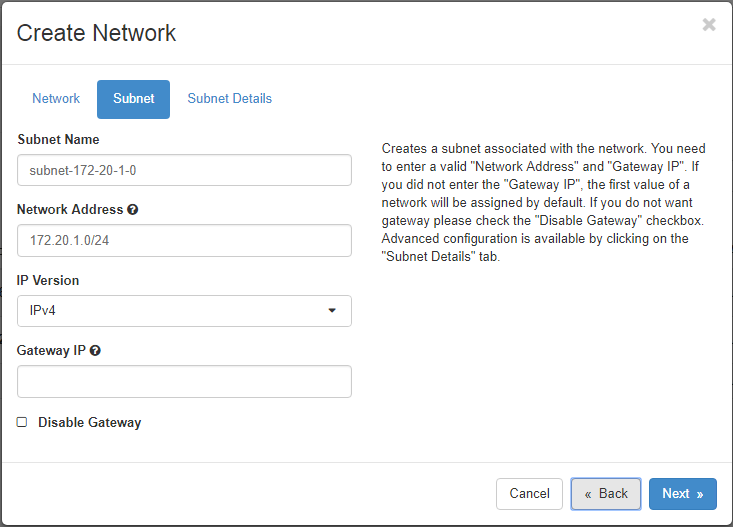 Create Network
×
Network
Subnet
Subnet Details
Subnet Name
subnet-172-20-1-0
Network Address
172.20.1.0/24
IP Version
IPv4
Gateway IP
Disable Gateway
Creates a subnet associated with the network. You need
to enter a valid "Network Address" and "Gateway IP". If
you did not enter the "Gateway IP", the first value of a
network will be assigned by default. If you do not want
gateway please check the "Disable Gateway" checkbox.
Advanced configuration is available by clicking on the
"Subnet Details" tab.
Cancel
« Back
Next »